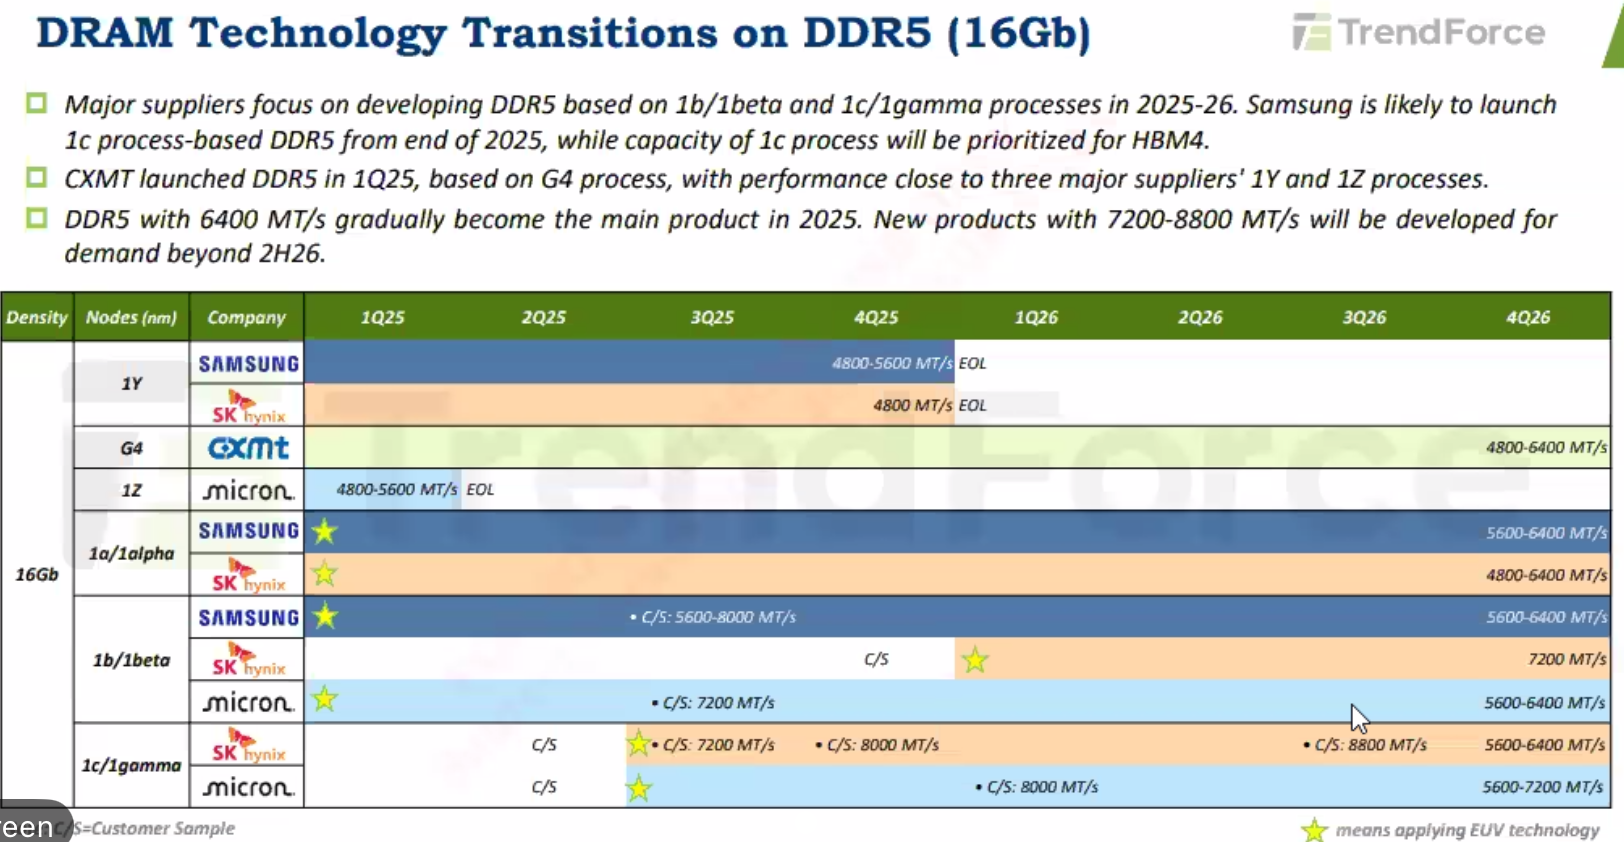 DRAM Technology Transitions on DDR5 (16Gb)
TrendForce
Major suppliers focus on developing DDR5 based on 1b/1beta and 1c/1gamma processes in 2025-26. Samsung is likely to launch
1c process-based DDR5 from end of 2025, while capacity of 1c process will be prioritized for HBM4.
CXMT launched DDR5 in 1Q25, based on G4 process, with performance close to three major suppliers' 1Y and 1Z processes.
DDR5 with 6400 MT/s gradually become the main product in 2025. New products with 7200-8800 MT/s will be developed for
demand beyond 2H26.
Density Nodes (nm) Company 1Q25 2Q25 3Q25 4Q25 1Q26 2Q26 3Q26 4Q26
16Gb
1Y
SAMSUNG 4800-5600 MT/s EOL
SK hynix 4800 MT/s EOL
G4 cxmt 4800-6400 MT/s
1Z micron 4800-5600 MT/s EOL
1a/1alpha
SAMSUNG 5600-6400 MT/s
SK hynix 4800-6400 MT/s
1b/1beta
SAMSUNG • C/S: 5600-8000 MT/s 5600-6400 MT/s
SK hynix C/S 7200 MT/s
micron • C/S: 7200 MT/s 5600-6400 MT/s
1c/1gamma
SK hynix C/S • C/S: 7200 MT/s • C/S: 8000 MT/s • C/S: 8800 MT/s 5600-6400 MT/s
micron C/S • C/S: 8000 MT/s 5600-7200 MT/s
TrendForce
reen
C/S=Customer Sample
means applying EUV technology